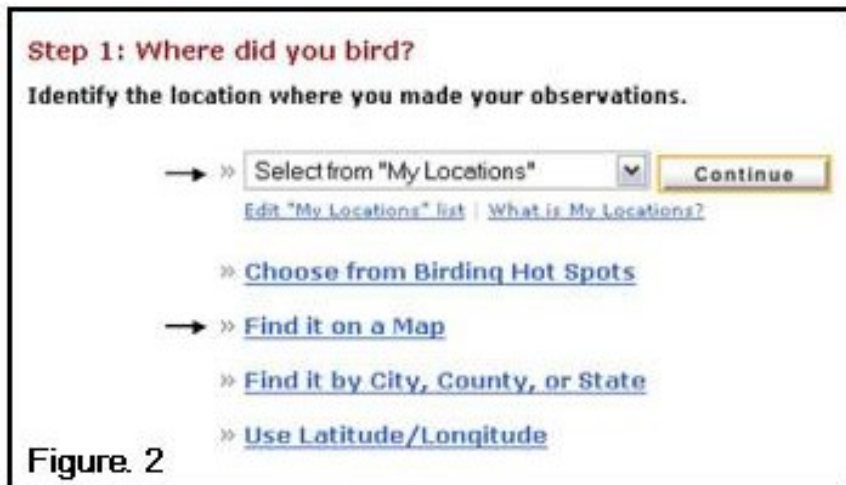 Step 1: Where did you bird?
Identify the location where you made your observations.
» Select from "My Locations" Continue
Edit "My Locations" list | What is My Locations?
» Choose from Birding Hot Spots
» Find it on a Map
» Find it by City, County, or State
» Use Latitude/Longitude
Figure. 2